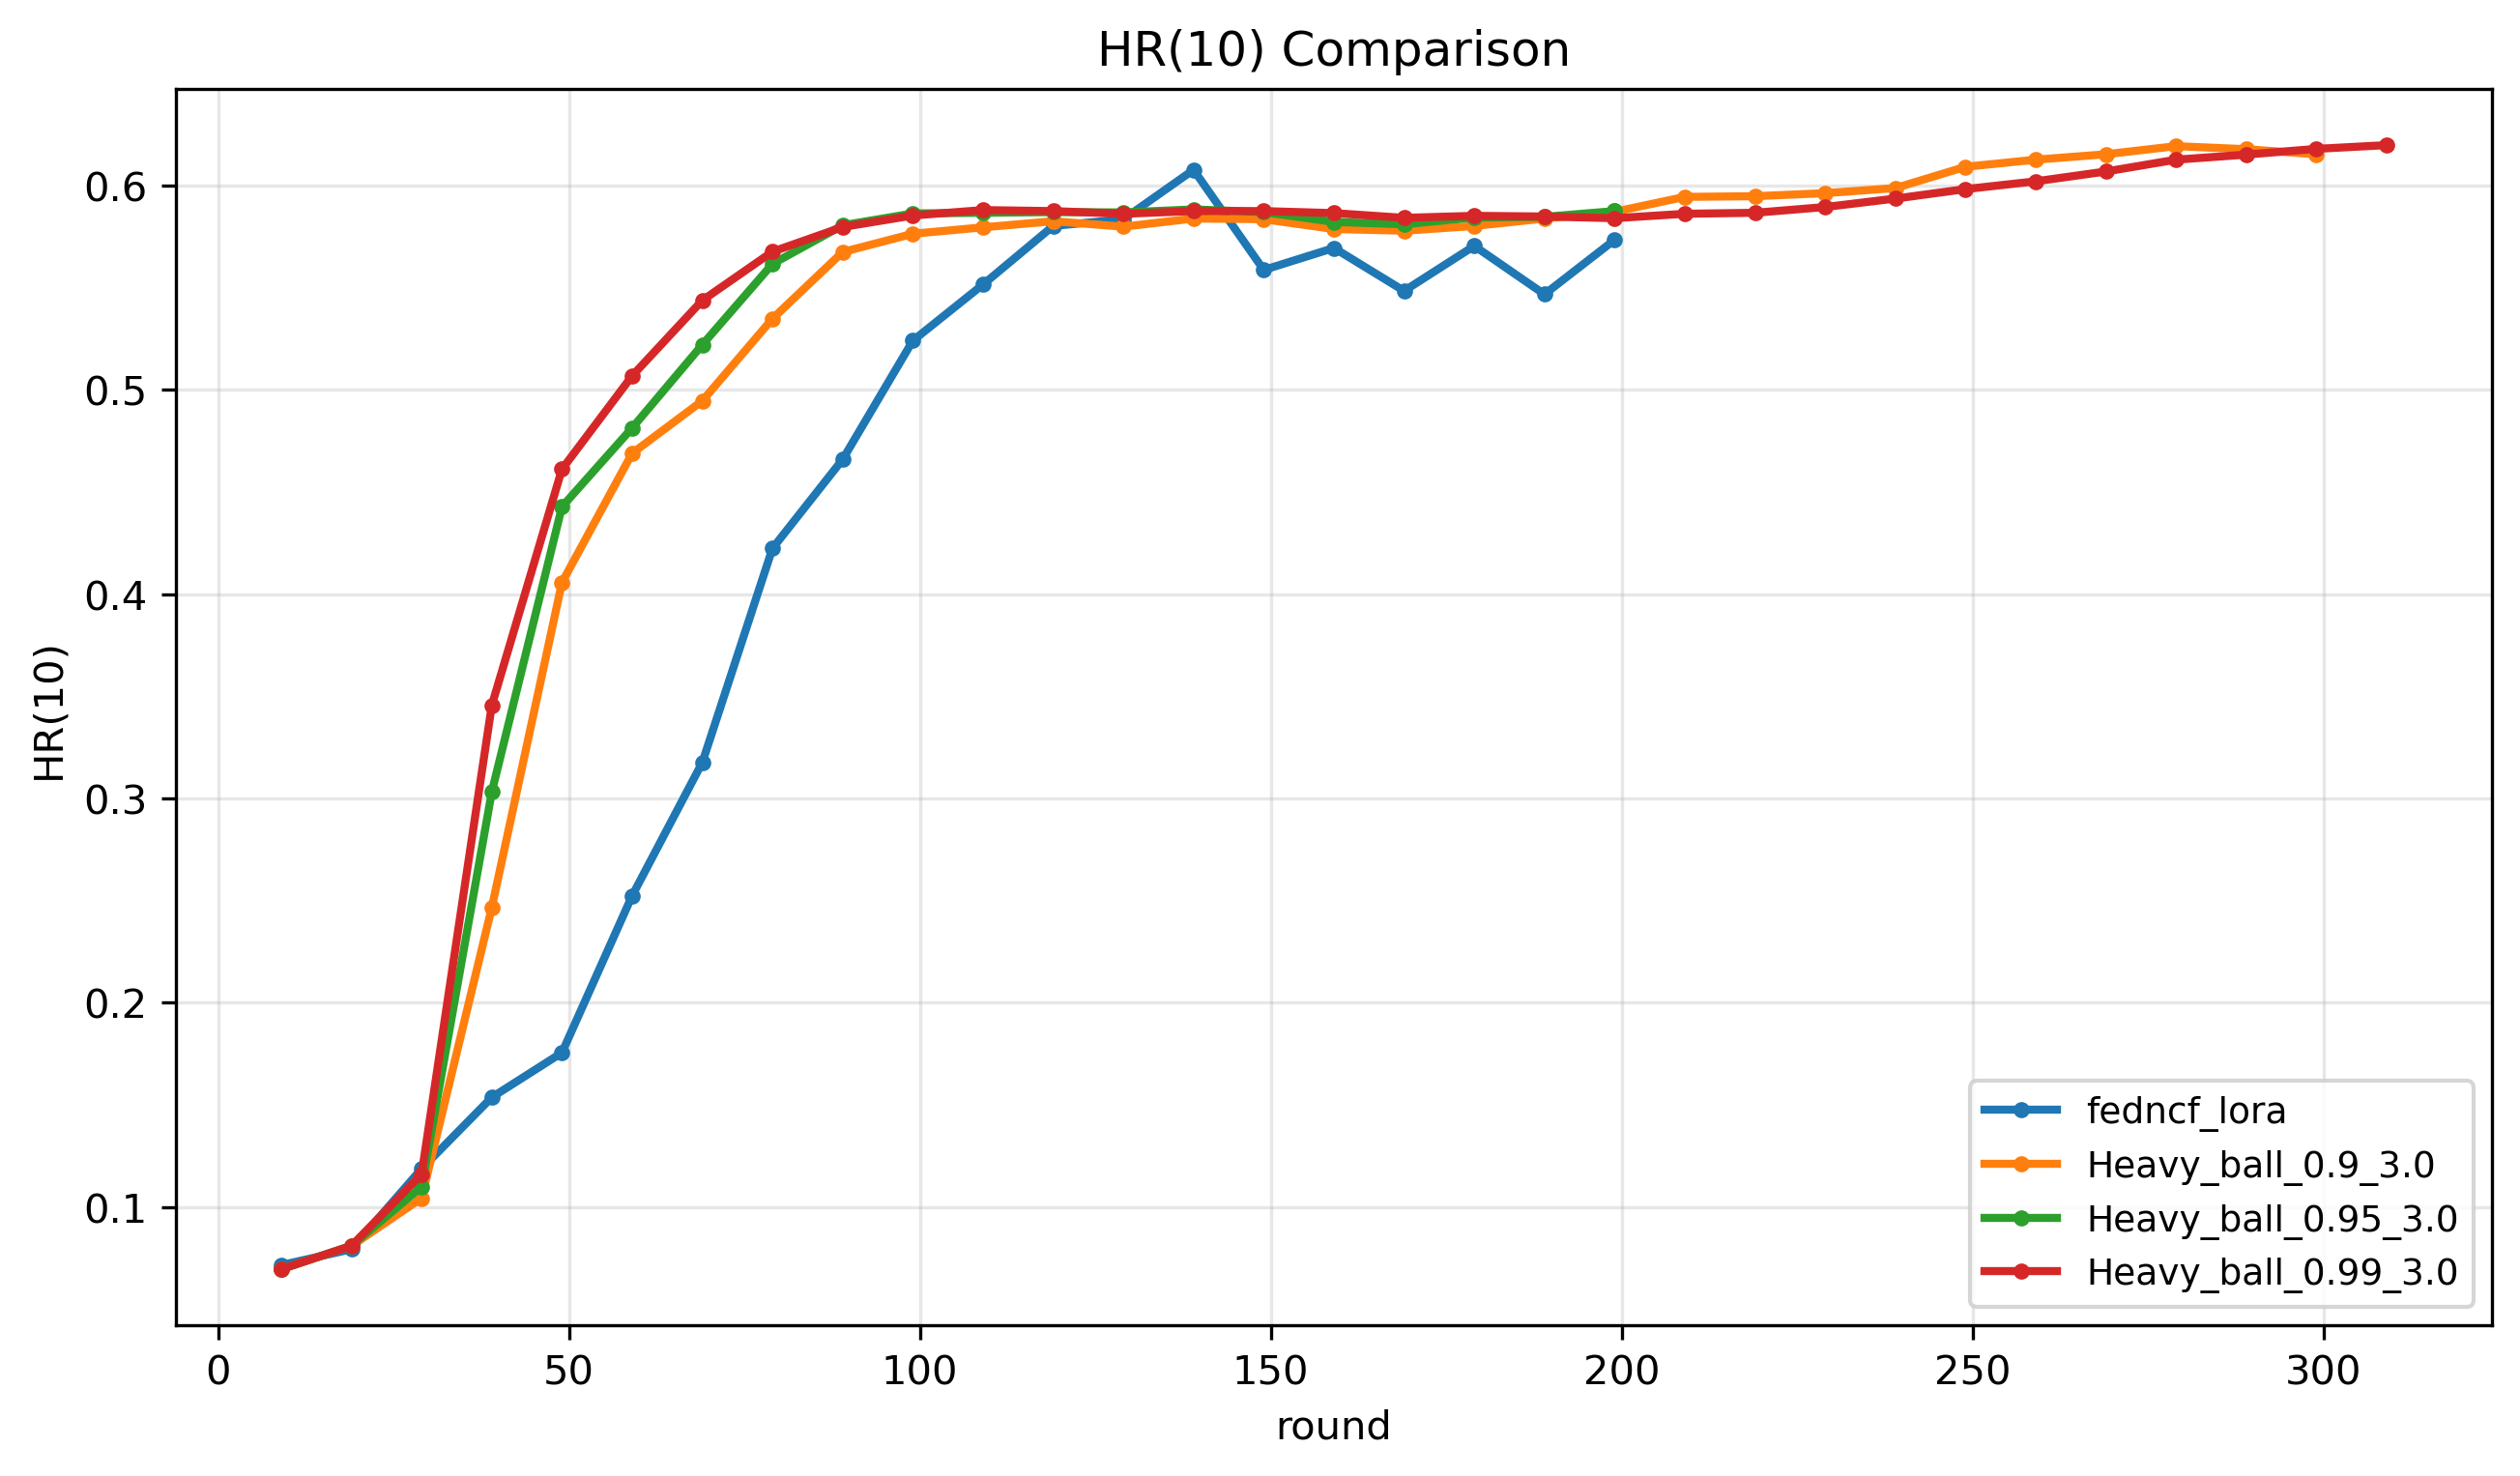 HR(10) Comparison
HR(10)
0.6
0.5
0.4
0.3
0.2
0.1
0 50 100 150 200 250 300
round
fedncf_lora
Heavy_ball_0.9_3.0
Heavy_ball_0.95_3.0
Heavy_ball_0.99_3.0